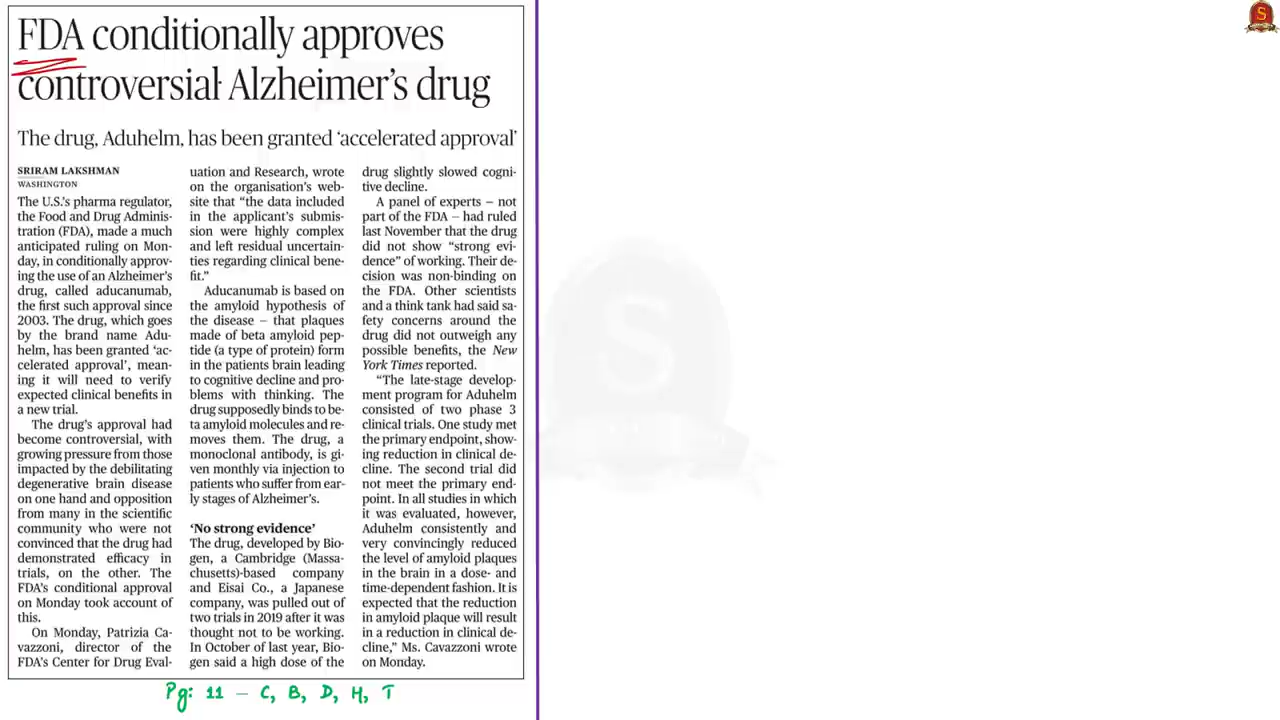 FDA conditionally approves
controversial Alzheimer's drug
The drug, Aduhelm, has been granted 'accelerated approval'
SRIRAM LAKSHMAN
WASHINGTON
The U.S.'s pharma regulator,
the Food and Drug Adminis-
tration (FDA), made a much
anticipated ruling on Mon-
day, in conditionally approv-
ing the use of an Alzheimer's
drug, called aducanumab,
the first such approval since
2003. The drug, which goes
by the brand name Adu-
helm, has been granted 'ac-
celerated approval', mean-
ing it will need to verify
expected clinical benefits in
a new trial.
The drug's approval had
become controversial, with
growing pressure from those
impacted by the debilitating
degenerative brain disease
on one hand and opposition
from many in the scientific
community who were not
convinced that the drug had
demonstrated efficacy in
trials, on the other. The
FDA's conditional approval
on Monday took account of
this.
On Monday, Patrizia Ca-
vazzoni, director of the
FDA's Center for Drug Eval-
uation and Research, wrote
on the organisation's web-
site that "the data included
in the applicant's submis-
sion were highly complex
and left residual uncertain-
ties regarding clinical bene-
fit."
Aducanumab is based on
the amyloid hypothesis of
the disease – that plaques
made of beta amyloid pep-
tide (a type of protein) form
in the patients brain leading
to cognitive decline and pro-
blems with thinking. The
drug supposedly binds to be-
ta amyloid molecules and re-
moves them. The drug, a
monoclonal antibody, is gi-
ven monthly via injection to
patients who suffer from ear-
ly stages of Alzheimer's.
'No strong evidence'
The drug, developed by Bio-
gen, a Cambridge (Massa-
chusetts)-based company
and Eisai Co., a Japanese
company, was pulled out of
two trials in 2019 after it was
thought not to be working.
In October of last year, Bio-
gen said a high dose of the
drug slightly slowed cogni-
tive decline.
A panel of experts – not
part of the FDA – had ruled
last November that the drug
did not show "strong evi-
dence" of working. Their de-
cision was non-binding on
the FDA. Other scientists
and a think tank had said sa-
fety concerns around the
drug did not outweigh any
possible benefits, the New
York Times reported.
"The late-stage develop-
ment program for Aduhelm
consisted of two phase 3
clinical trials. One study met
the primary endpoint, show-
ing reduction in clinical de-
cline. The second trial did
not meet the primary end-
point. In all studies in which
it was evaluated, however,
Aduhelm consistently and
very convincingly reduced
the level of amyloid plaques
in the brain in a dose- and
time-dependent fashion. It is
expected that the reduction
in amyloid plaque will result
in a reduction in clinical de-
cline," Ms. Cavazzoni wrote
on Monday.
Pg: 11 – C, B, D, H, T
S
S